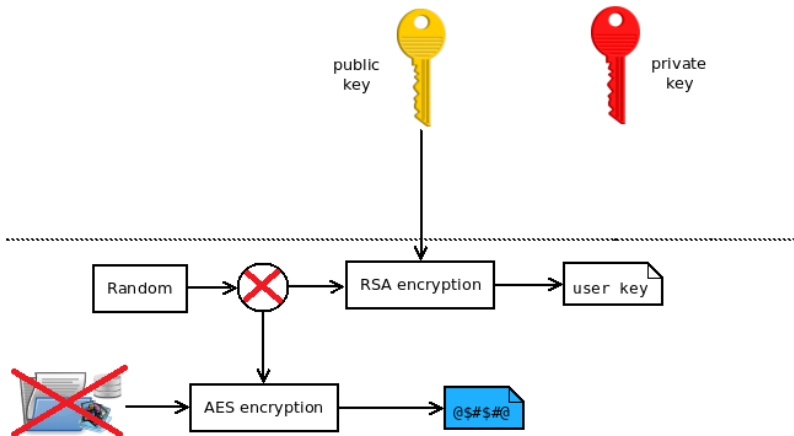 public
key
private
key
Random
RSA encryption
user key
AES encryption
@$#$#@